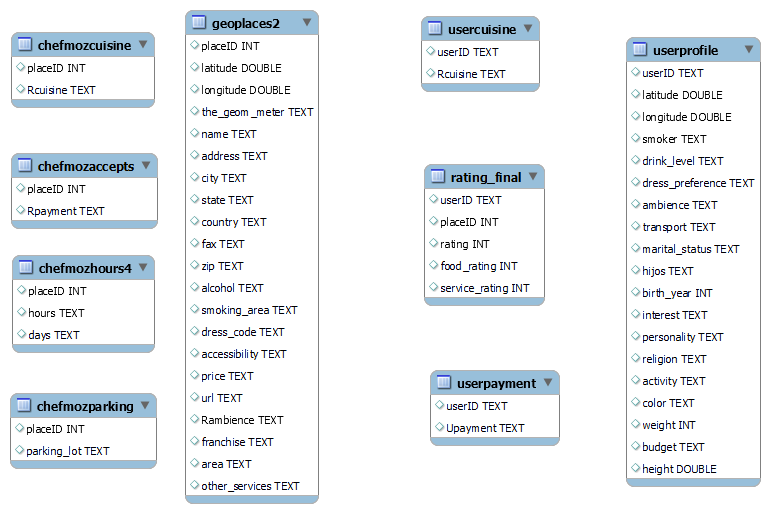 chefmozcuisine
placeID INT
Rcuisine TEXT
chefmozaccepts
placeID INT
Rpayment TEXT
chefmozhours4
placeID INT
hours TEXT
days TEXT
chefmozparking
placeID INT
parking_lot TEXT
geoplaces2
placeID INT
latitude DOUBLE
longitude DOUBLE
the_geom_meter TEXT
name TEXT
address TEXT
city TEXT
state TEXT
country TEXT
fax TEXT
zip TEXT
alcohol TEXT
smoking_area TEXT
dress_code TEXT
accessibility TEXT
price TEXT
url TEXT
Rambience TEXT
franchise TEXT
area TEXT
other_services TEXT
usercuisine
userID TEXT
Rcuisine TEXT
rating_final
userID TEXT
placeID INT
rating INT
food_rating INT
service_rating INT
userpayment
userID TEXT
Upayment TEXT
userprofile
userID TEXT
latitude DOUBLE
longitude DOUBLE
smoker TEXT
drink_level TEXT
dress_preference TEXT
ambience TEXT
transport TEXT
marital_status TEXT
hijos TEXT
birth_year INT
interest TEXT
personality TEXT
religion TEXT
activity TEXT
color TEXT
weight INT
budget TEXT
height DOUBLE